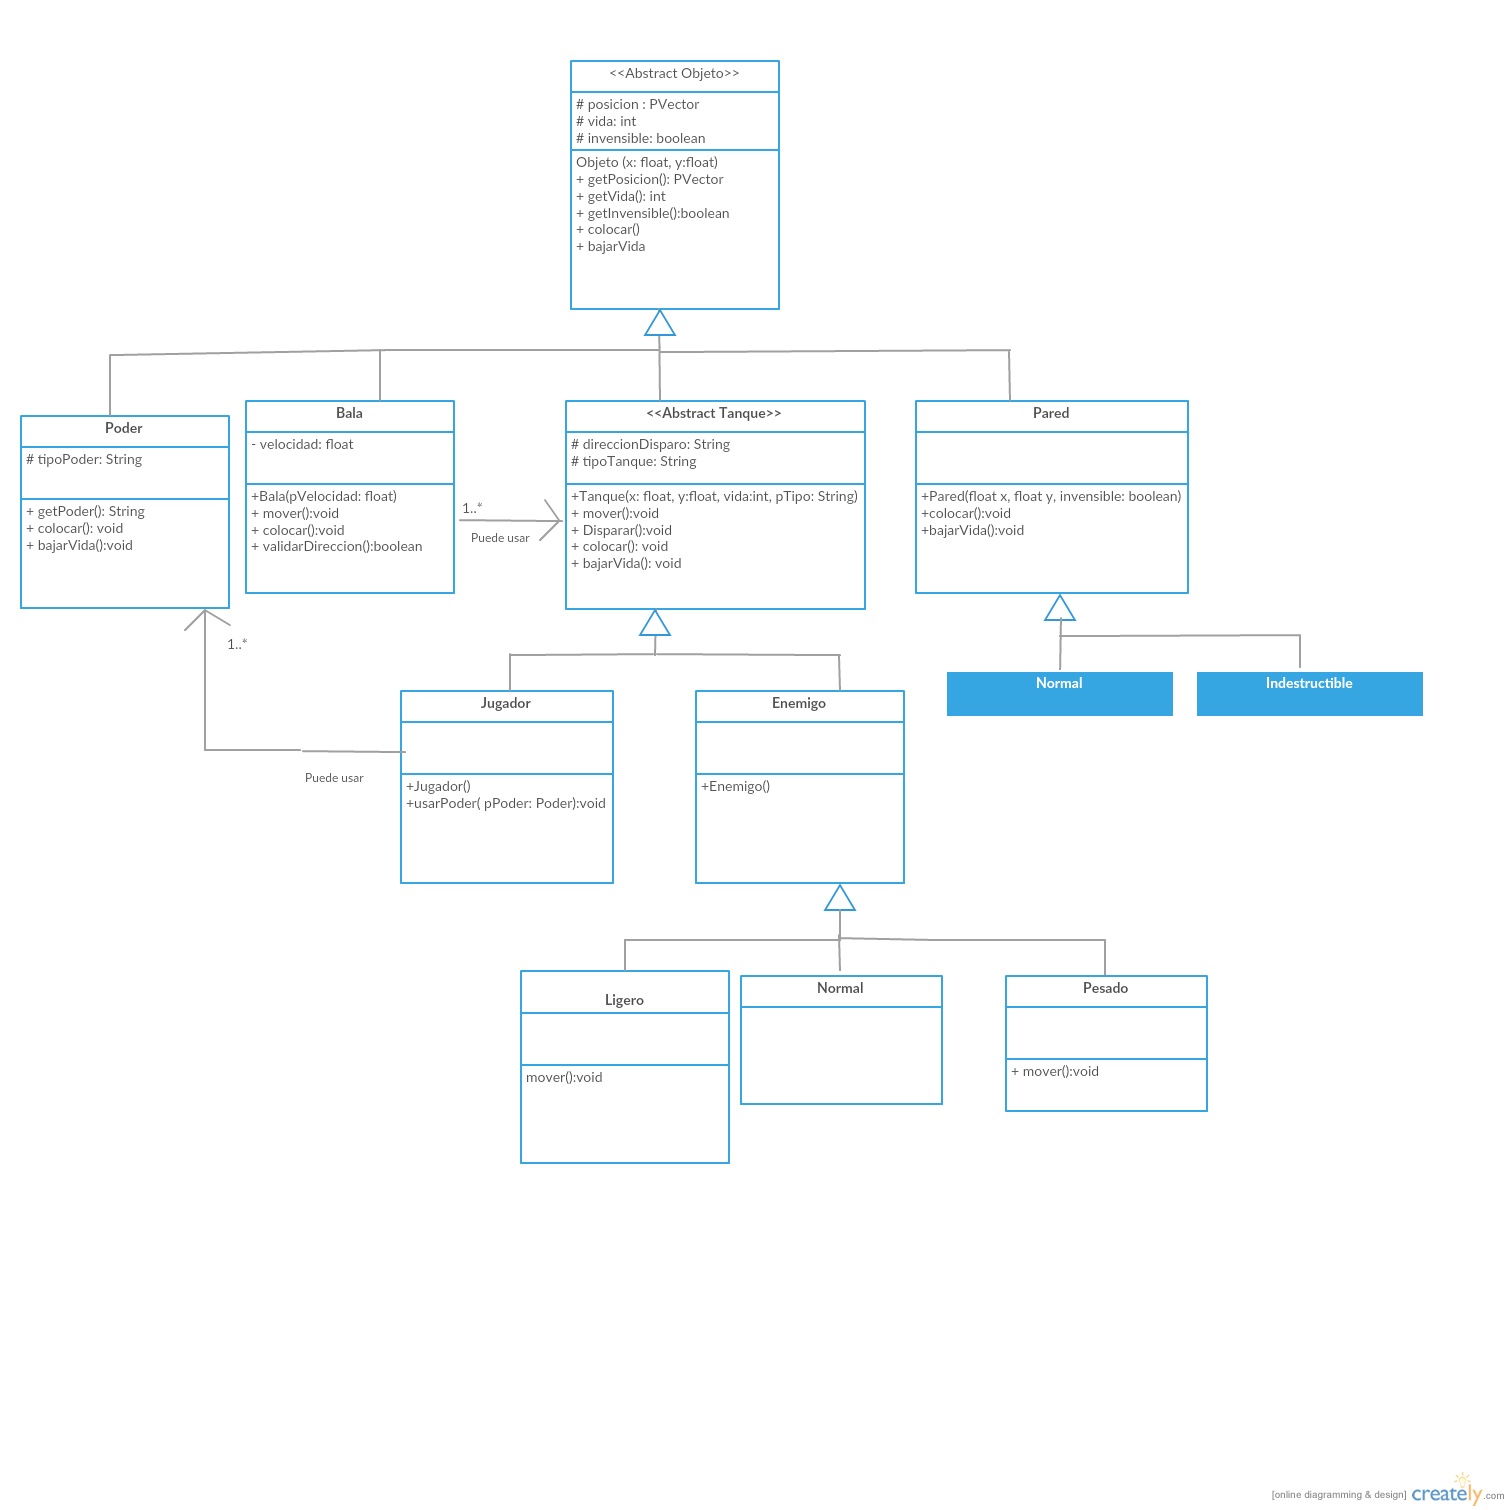 <<Abstract Objeto>>
# posicion : PVector
# vida: int
# invensible: boolean
Objeto (x: float, y:float)
+ getPosicion(): PVector
+ getVida(): int
+ getInvensible():boolean
+ colocar()
+ bajarVida
Poder
# tipoPoder: String
+ getPoder(): String
+ colocar(): void
+ bajarVida():void
Bala
- velocidad: float
+Bala(pVelocidad: float)
+ mover():void
+ colocar():void
+ validarDireccion():boolean
1..*
Puede usar
<<Abstract Tanque>>
# direccionDisparo: String
# tipoTanque: String
+Tanque(x: float, y:float, vida:int, pTipo: String)
+ mover():void
+ Disparar():void
+ colocar(): void
+ bajarVida(): void
Pared
+Pared(float x, float y, invensible: boolean)
+colocar():void
+bajarVida():void
1..*
Puede usar
Jugador
+Jugador()
+usarPoder( pPoder: Poder):void
Enemigo
+Enemigo()
Normal
Indestructible
Ligero
mover():void
Normal
Pesado
+ mover():void
[online diagramming & design] creately.com